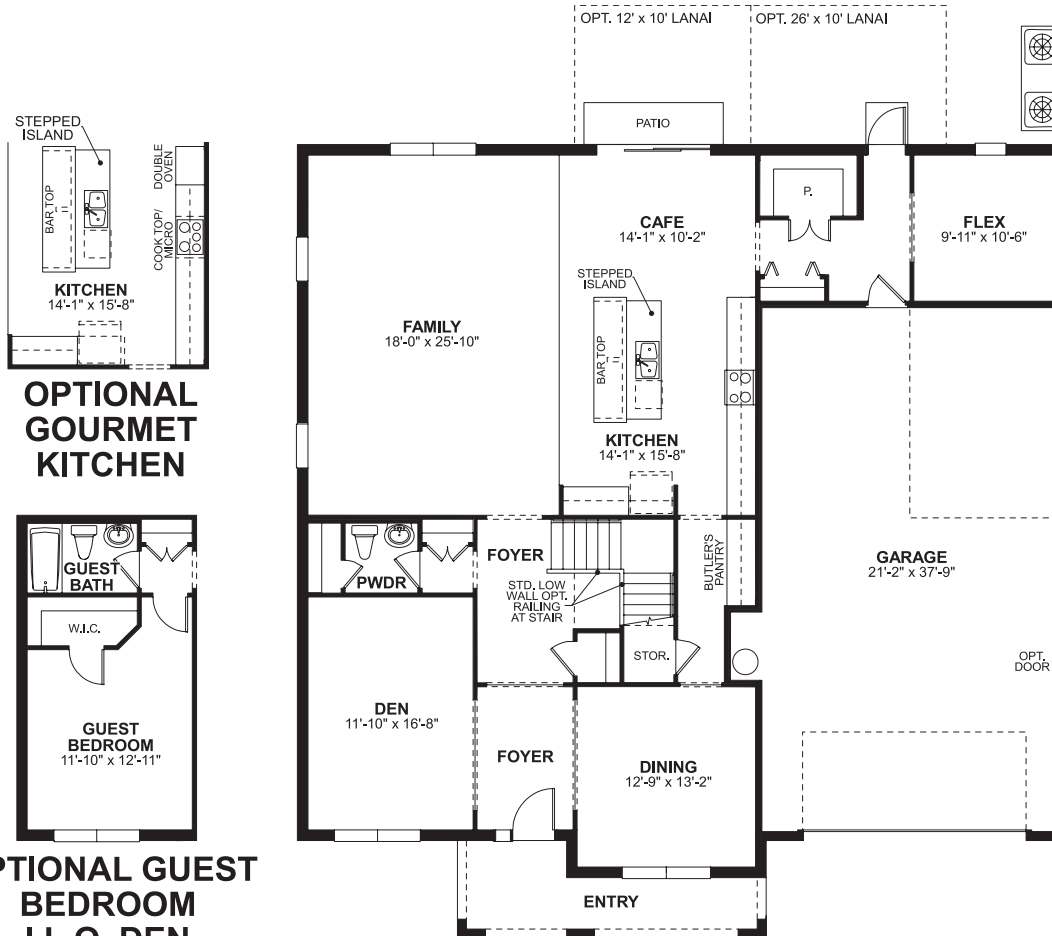 OPT. 12' x 10' LANAI
OPT. 26' x 10' LANAI
PATIO
STEPPED
ISLAND
DOUBLE
OVEN
BAR TOP
COOK TOP/
MICRO
KITCHEN
14'-1" x 15'-8"
OPTIONAL
GOURMET
KITCHEN
P.
CAFE
14'-1" x 10'-2"
FLEX
9'-11" x 10'-6"
STEPPED
ISLAND
FAMILY
18'-0" x 25'-10"
BAR TOP
KITCHEN
14'-1" x 15'-8"
GUEST
BATH
W.I.C.
GUEST
BEDROOM
11'-10" x 12'-11"
PTIONAL GUEST
BEDROOM
PWDR
FOYER
STD. LOW
WALL OPT.
RAILING
AT STAIR
BUTLER'S
PANTRY
GARAGE
21'-2" x 37'-9"
STOR.
OPT.
DOOR
DEN
11'-10" x 16'-8"
FOYER
DINING
12'-9" x 13'-2"
ENTRY